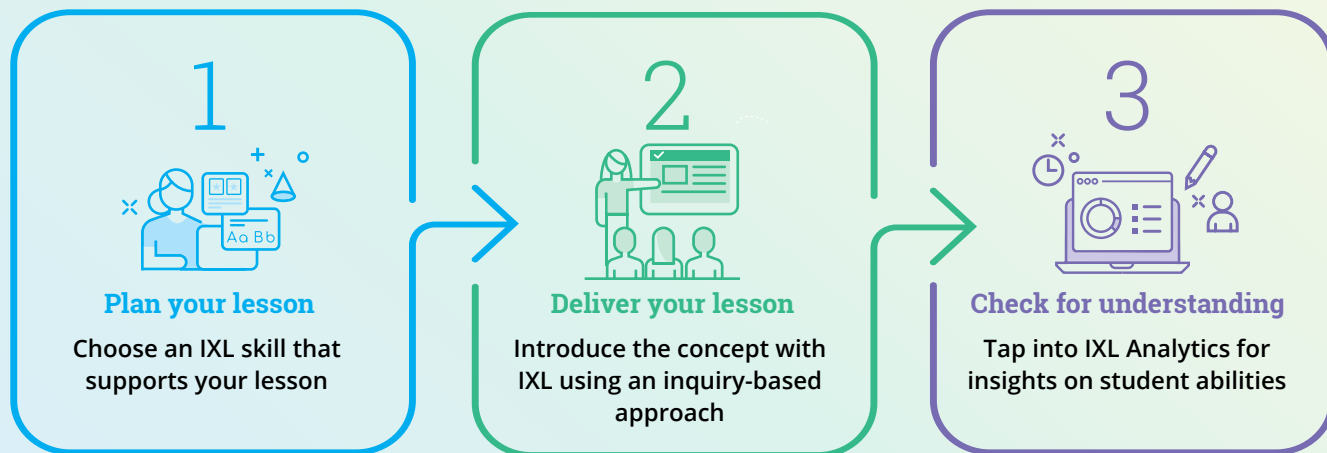 1
Aa Bb
Plan your lesson
Choose an IXL skill that
supports your lesson
2
Deliver your lesson
Introduce the concept with
IXL using an inquiry-based
approach
3
Check for understanding
Tap into IXL Analytics for
insights on student abilities